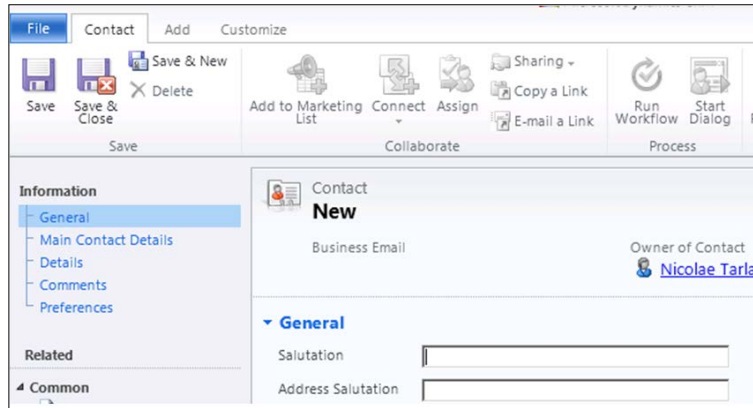 File Contact Add Customize
Save
Save & Close
Save & New
Delete
Save
Add to Marketing List
Connect
Assign
Sharing
Copy a Link
E-mail a Link
Collaborate
Run Workflow
Start Dialog
Process
Information
General
Main Contact Details
Details
Comments
Preferences
Related
Common
Contact
New
Business Email
Owner of Contact
Nicolae Tarla
General
Salutation
Address Salutation